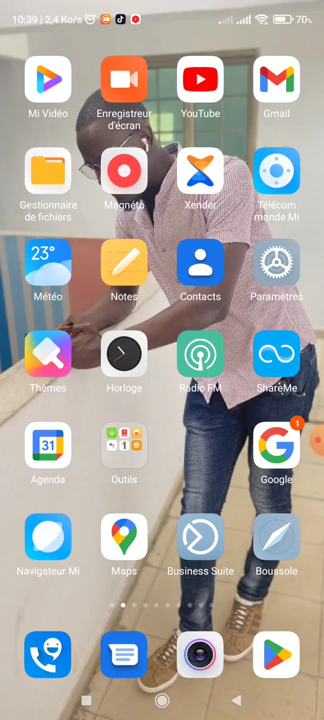 10:39 | 2,4 Ko/s
70%
Mi Vidéo
Enregistreur
d'écran
YouTube
Gmail
Gestionnaire
de fichiers
Magnéto
Xender
Télécom
mande Mi
23°
Météo
Notes
Contacts
Paramètres
Thèmes
Horloge
Radio FM
ShareMe
31
1
Agenda
Outils
Google
Navigateur Mi
Maps
Business Suite
Boussole